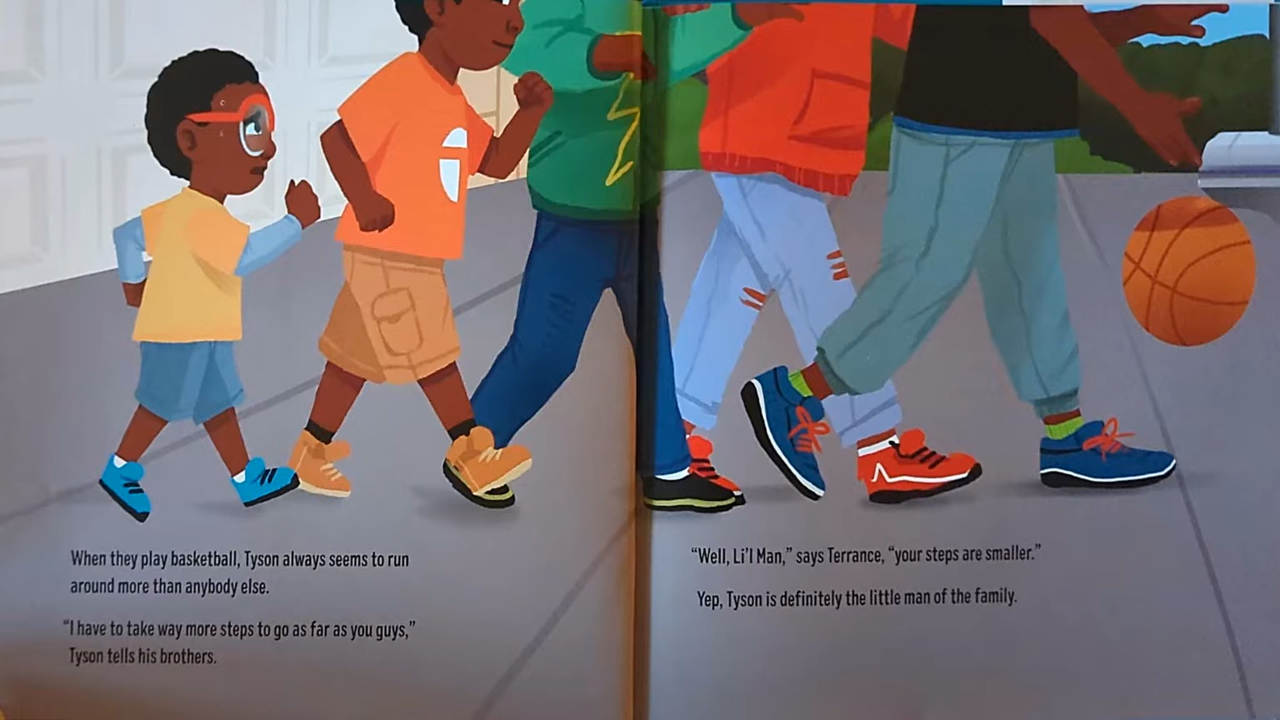 When they play basketball, Tyson always seems to run
around more than anybody else.
“I have to take way more steps to go as far as you guys,”
Tyson tells his brothers.
“Well, Li’l Man,” says Terrance, “your steps are smaller.”
Yep, Tyson is definitely the little man of the family.